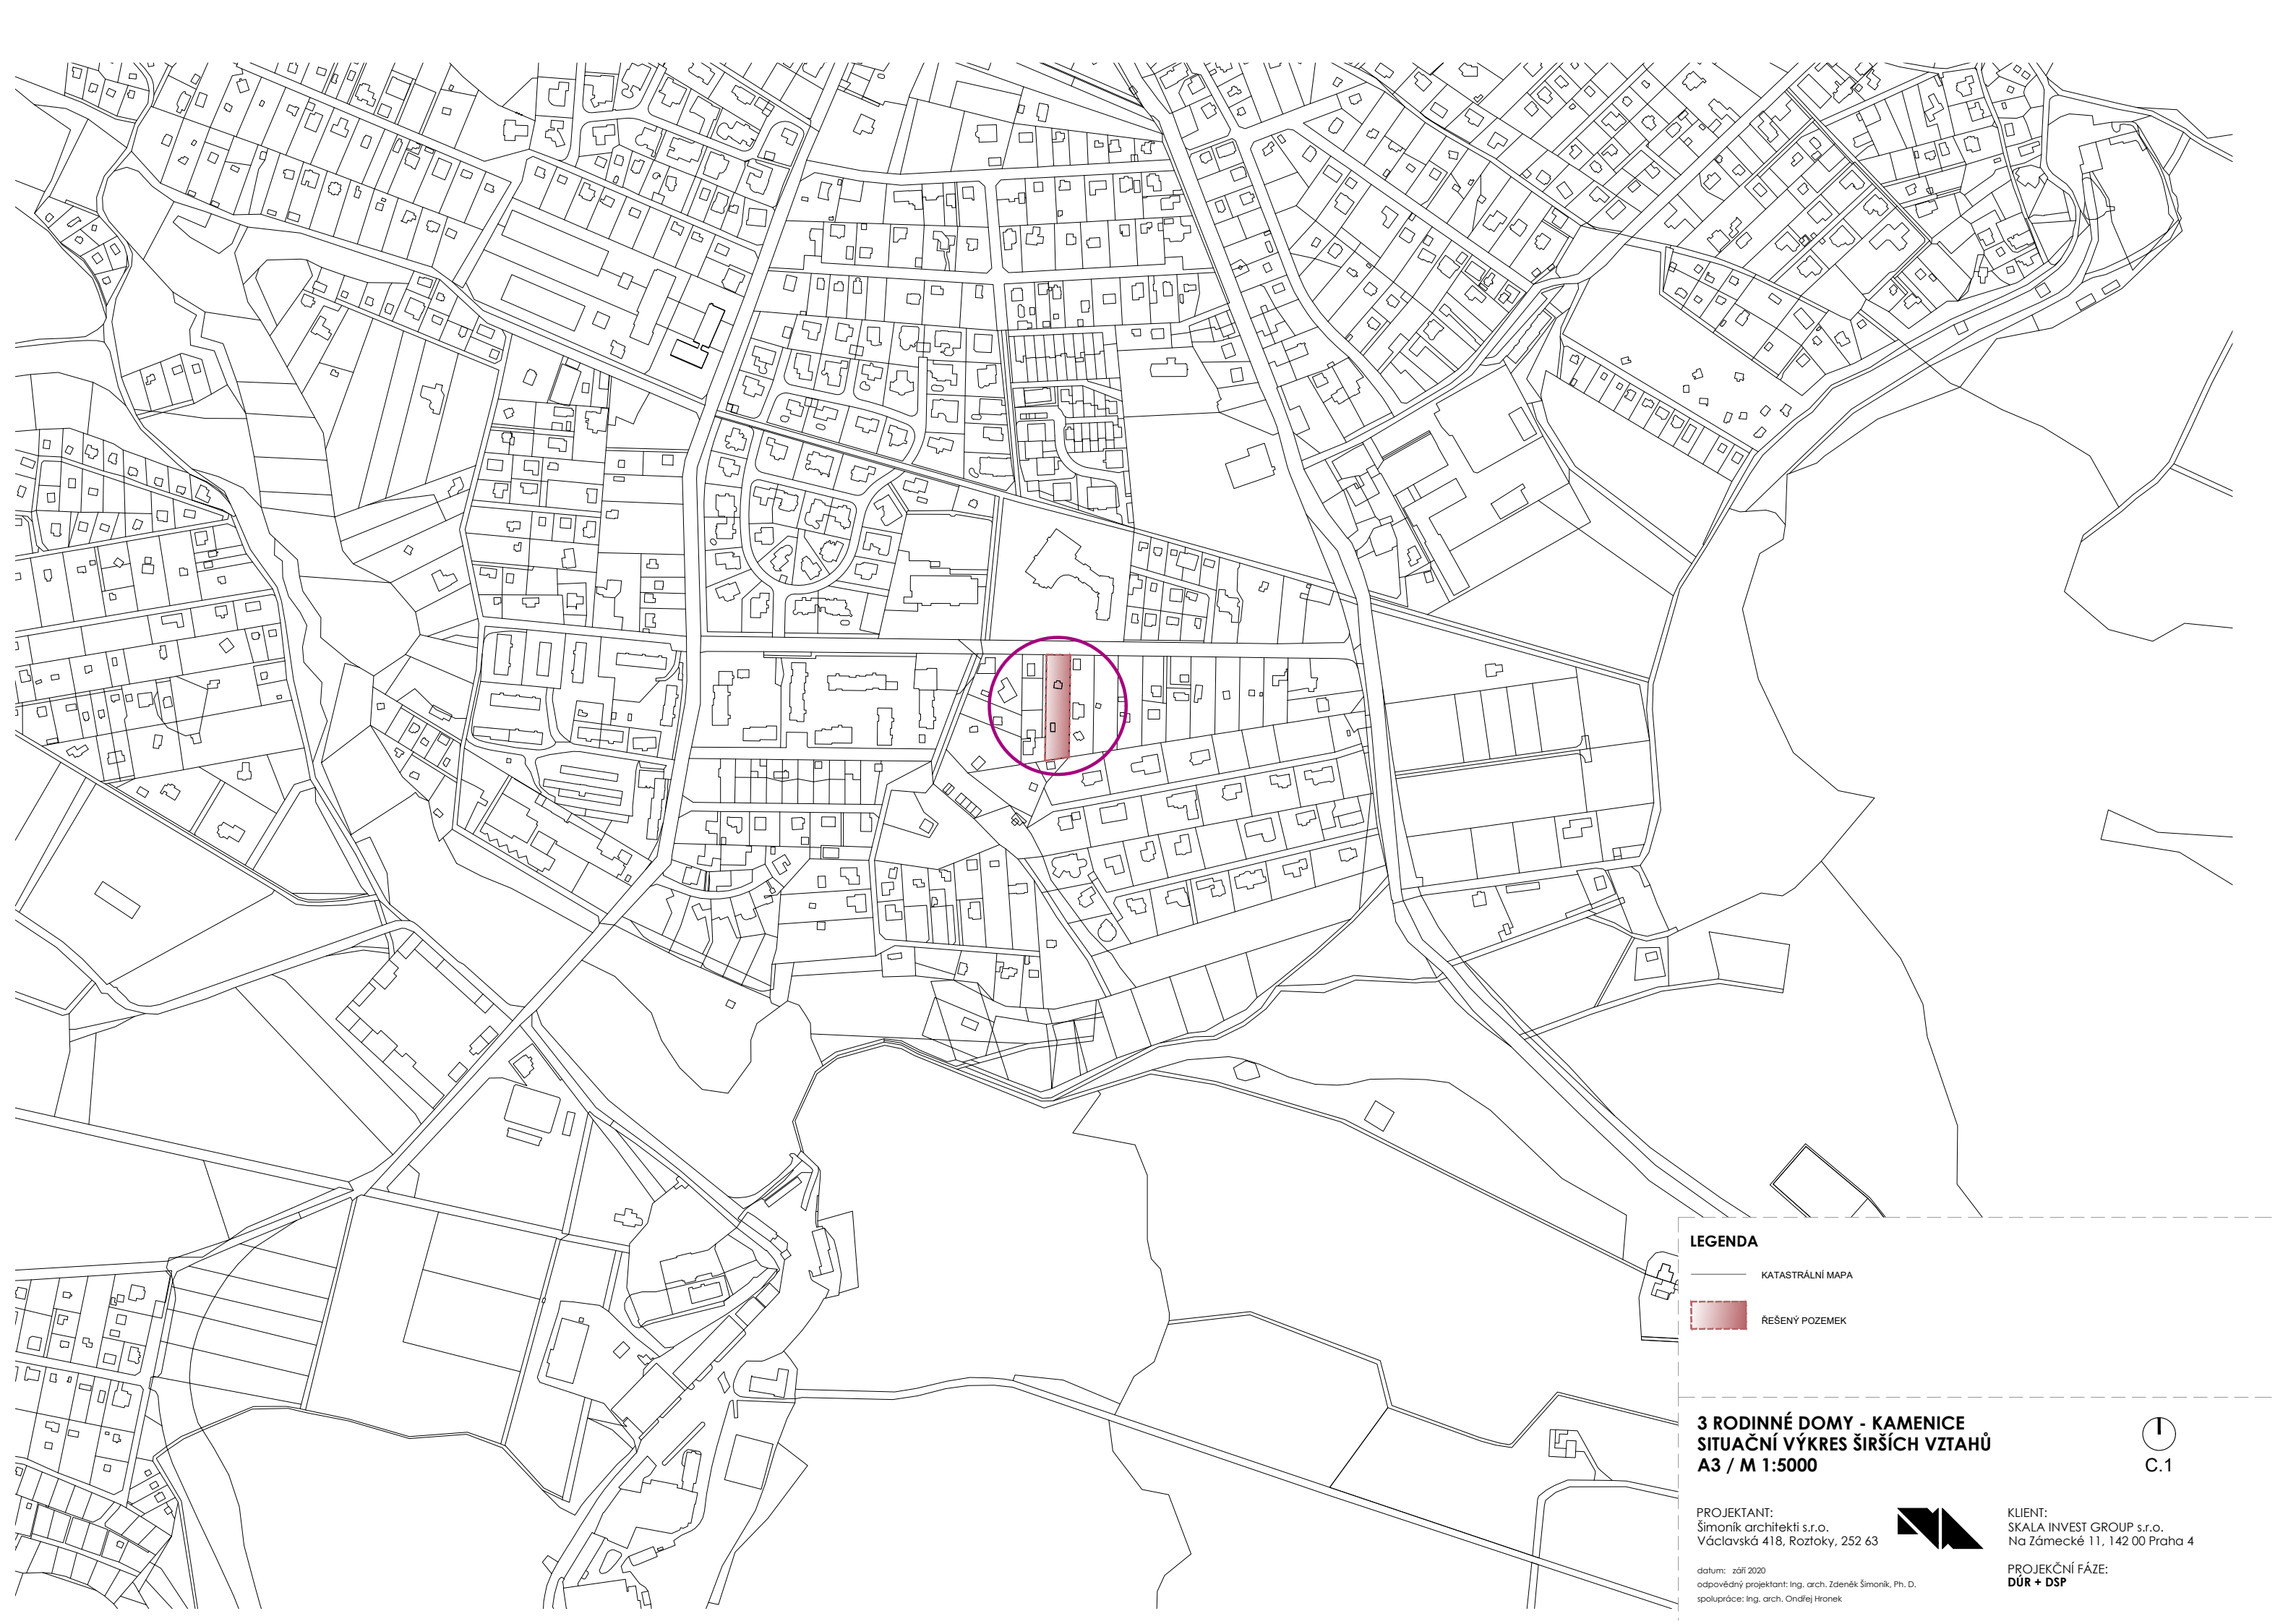 LEGENDA
KATASTRÁLNÍ MAPA
ŘEŠENÝ POZEMEK
3 RODINNÉ DOMY - KAMENICE
SITUAČNÍ VÝKRES ŠIRŠÍCH VZTAHŮ
A3 / M 1:5000
C.1
PROJEKTANT:
Šimoník architekti s.r.o.
Václavská 418, Roztoky, 252 63
KLIENT:
SKALA INVEST GROUP s.r.o.
Na Zámecké 11, 142 00 Praha 4
datum: září 2020
odpovědný projektant: Ing. arch. Zdeněk Šimoník, Ph. D.
spolupráce: Ing. arch. Ondřej Hronek
PROJEKČNÍ FÁZE:
DÚR + DSP